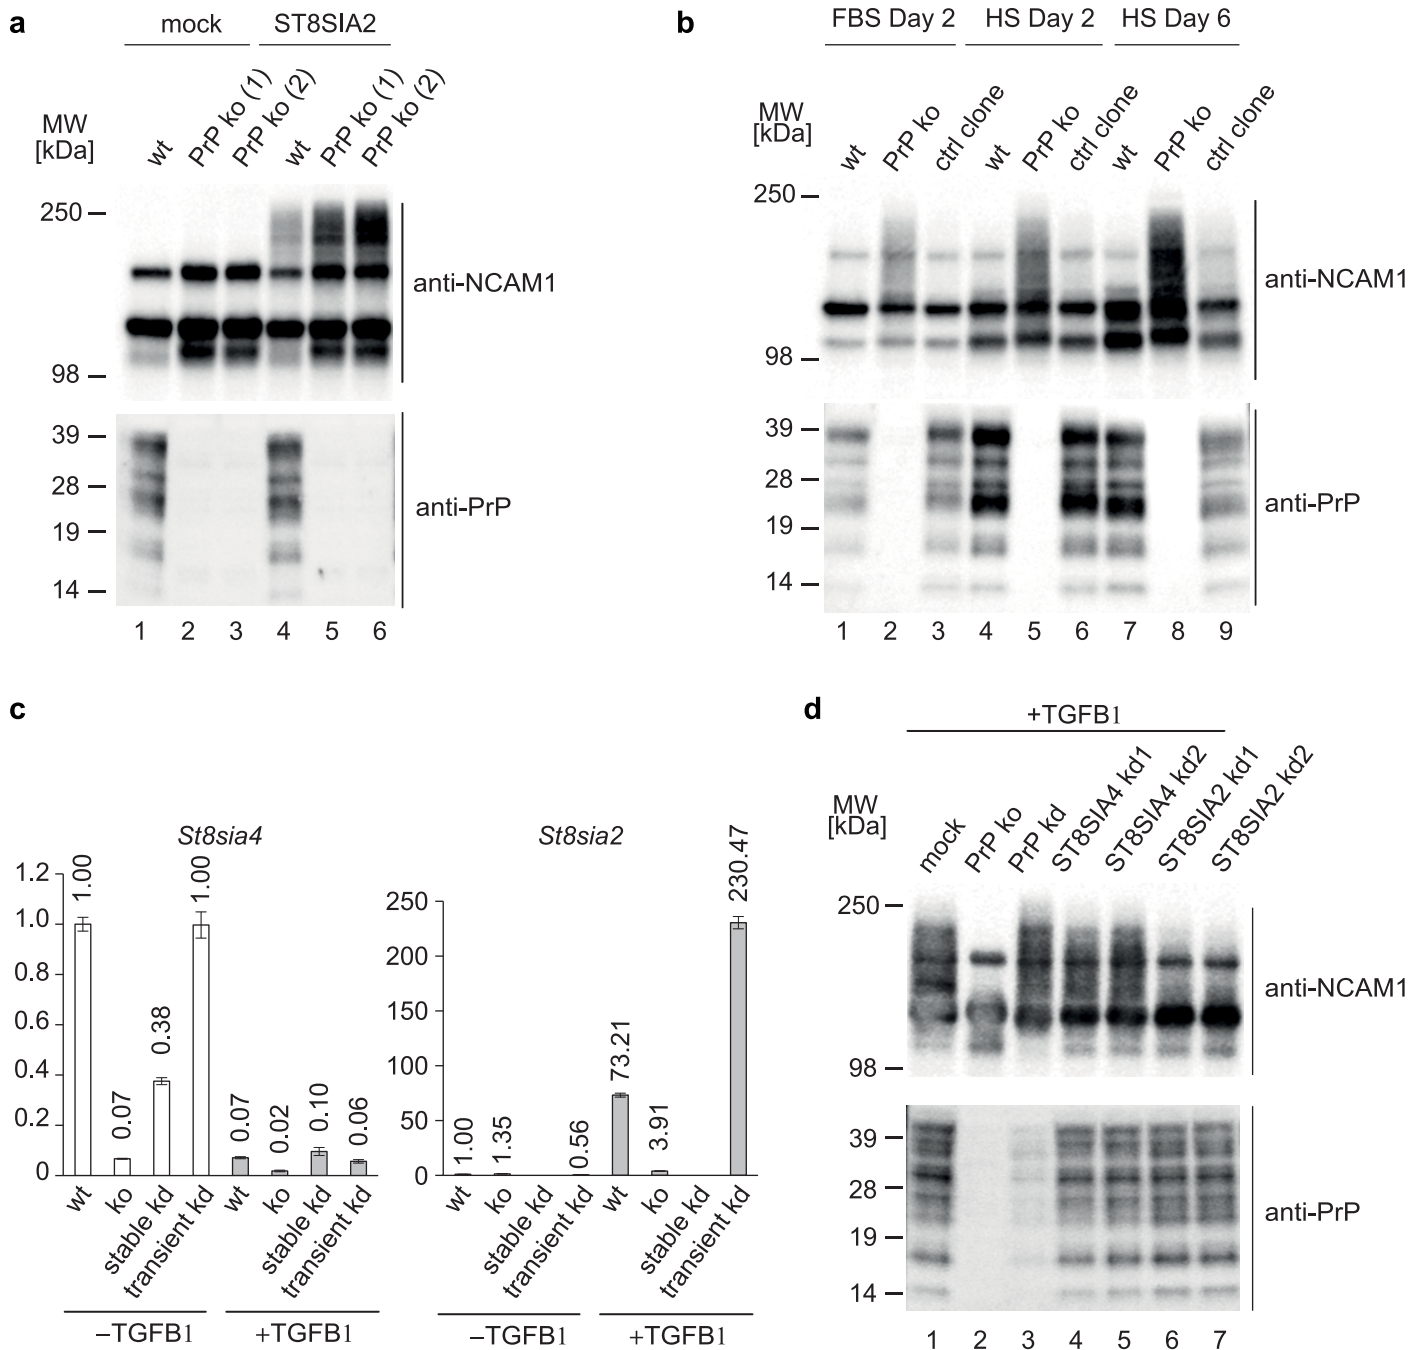 a
mock ST8SIA2
MW
[kDa]
wt PrP ko (1) PrP ko (2) wt PrP ko (1) PrP ko (2)
250
98
anti-NCAM1
39
28
19
14
anti-PrP
1 2 3 4 5 6
b
FBS Day 2 HS Day 2 HS Day 6
MW
[kDa]
wt PrP ko ctrl clone wt PrP ko ctrl clone wt PrP ko ctrl clone
250
98
anti-NCAM1
39
28
19
14
anti-PrP
1 2 3 4 5 6 7 8 9
c
St8sia4
1.2
1.0
0.8
0.6
0.4
0.2
0
1.00 0.07 0.38 1.00 0.07 0.02 0.10 0.06
wt ko stable kd transient kd wt ko stable kd transient kd
–TGFB1 +TGFB1
St8sia2
250
200
150
100
50
0
1.00 1.35 0.56 73.21 3.91 230.47
wt ko stable kd transient kd wt ko stable kd transient kd
–TGFB1 +TGFB1
d
+TGFB1
MW
[kDa]
mock PrP ko PrP kd ST8SIA4 kd1 ST8SIA4 kd2 ST8SIA2 kd1 ST8SIA2 kd2
250
98
anti-NCAM1
39
28
19
14
anti-PrP
1 2 3 4 5 6 7